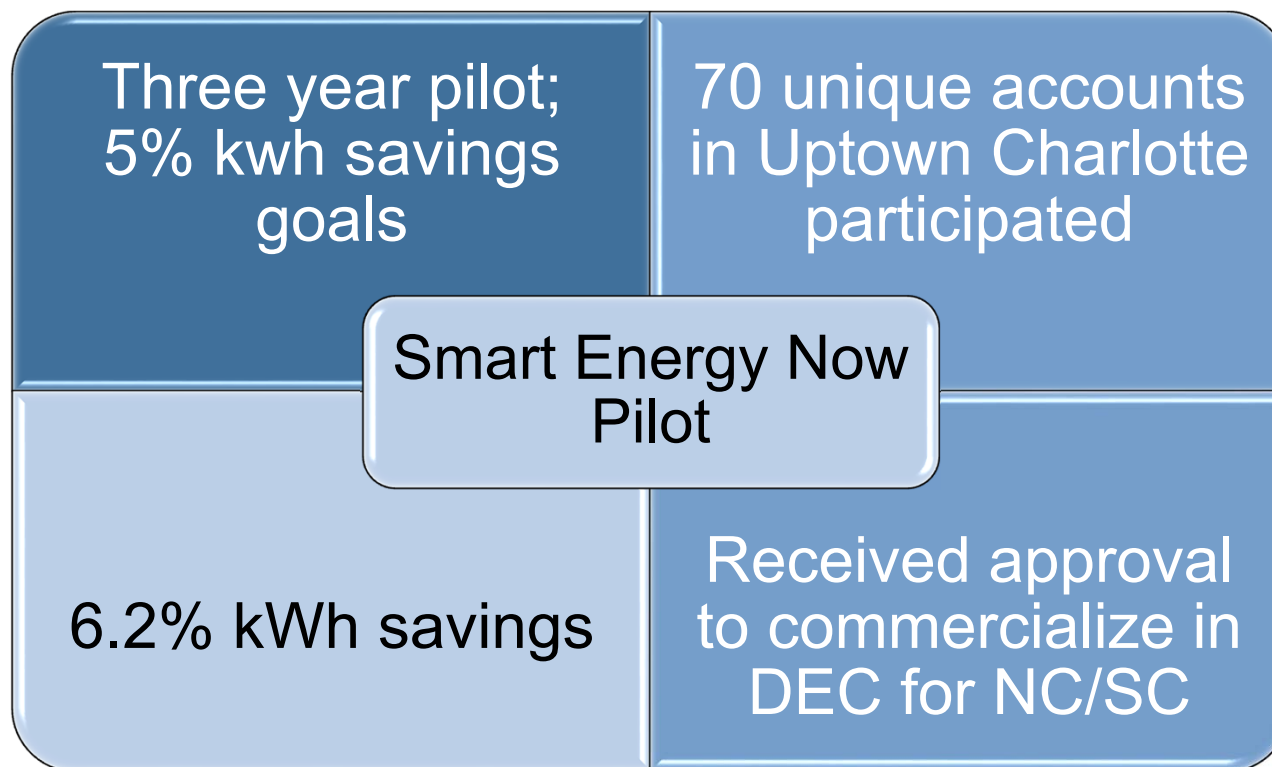 Three year pilot;
5% kwh savings
goals
70 unique accounts
in Uptown Charlotte
participated
Smart Energy Now
Pilot
6.2% kWh savings
Received approval
to commercialize in
DEC for NC/SC